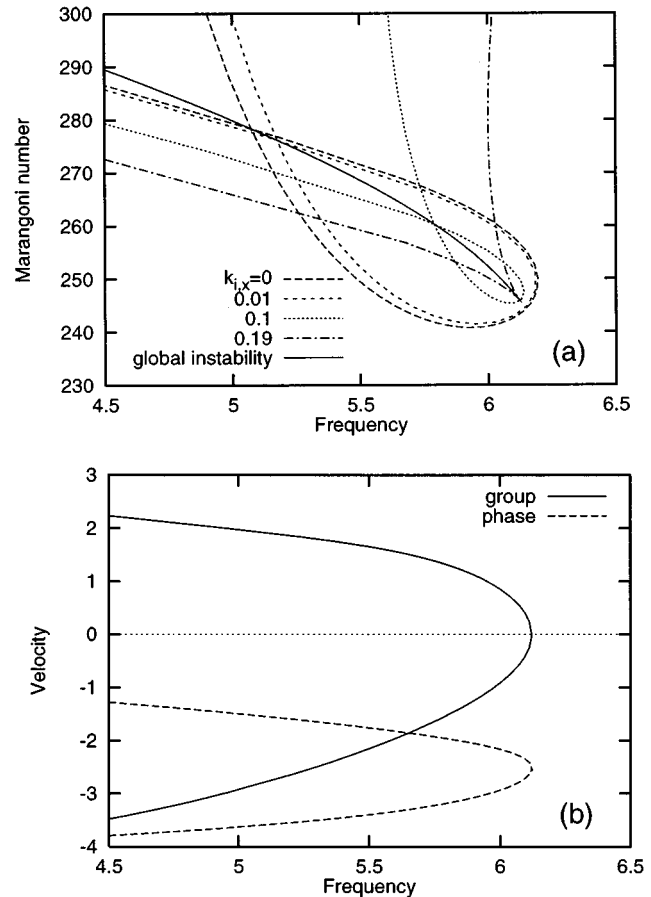 300
290
280
270
260
250
240
230
Marangoni number
k i,x=0
0.01
0.1
0.19
global instability
(a)
4.5 5 5.5 6 6.5
Frequency
3
2
1
0
-1
-2
-3
-4
Velocity
group
phase
(b)
4.5 5 5.5 6 6.5
Frequency